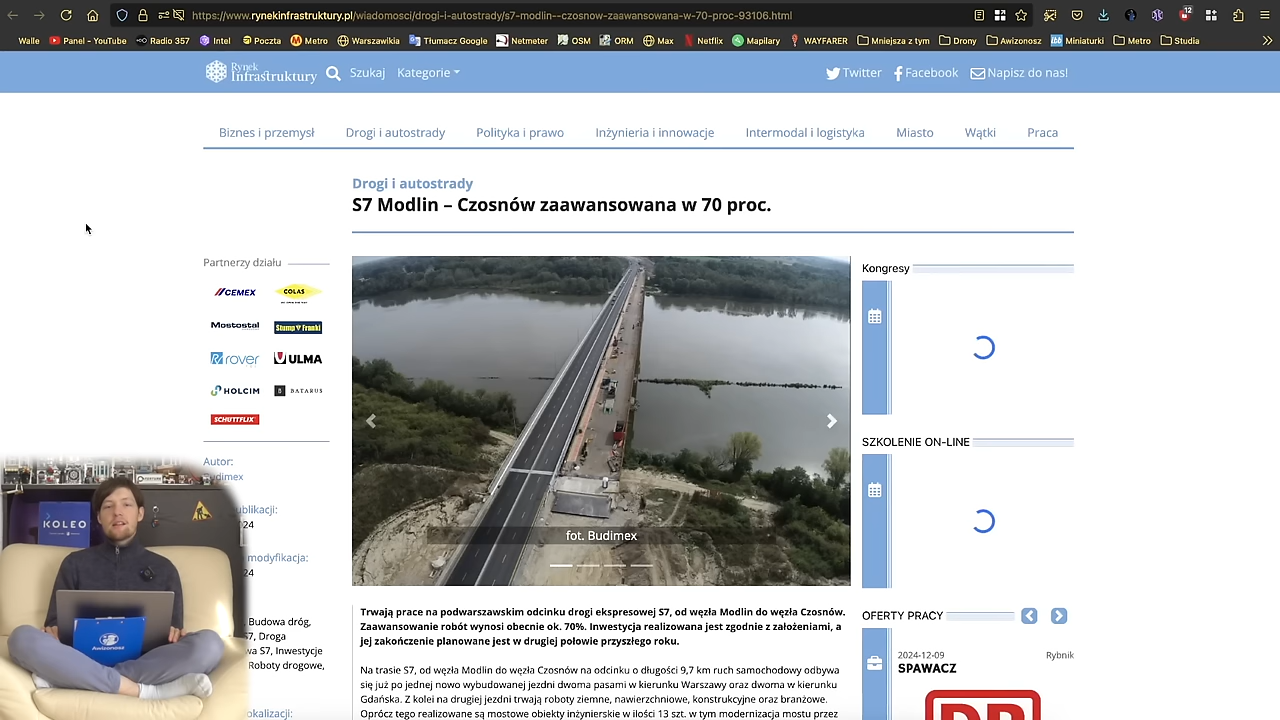 https://www.rynekinfrastruktury.pl/wiadomosci/drogi-i-autostrady/s7-modlin--czosnow-zaawansowana-w-70-proc-93106.html
12
Walle Panel - YouTube Radio 357 Intel Poczta Metro Warszawikia Tłumacz Google Netmeter OSM ORM Max Netflix Mapilary WAYFARER Mniejsza z tym Drony Awizonosz Miniaturki Metro Studia
Rynek
Infrastruktury
Szukaj Kategorie
Twitter Facebook Napisz do nas!
Biznes i przemysł Drogi i autostrady Polityka i prawo Inżynieria i innowacje Intermodal i logistyka Miasto Wątki Praca
Drogi i autostrady
S7 Modlin – Czosnów zaawansowana w 70 proc.
Partnerzy działu
CEMEX COLAS
Mostostal Stump Franki
rover ULMA
HOLCIM BATARUS
SCHUTTFLIX
Autor:
Budimex
ublikacji:
24
modyfikacja:
24
Budowa dróg,
S7, Droga
wa S7, Inwestycje
Roboty drogowe,
okalizacji:
KOLEO
Awizonosz
fot. Budimex
Trwają prace na podwarszawskim odcinku drogi ekspresowej S7, od węzła Modlin do węzła Czosnów.
Zaawansowanie robót wynosi obecnie ok. 70%. Inwestycja realizowana jest zgodnie z założeniami, a
jej zakończenie planowane jest w drugiej połowie przyszłego roku.
Na trasie S7, od węzła Modlin do węzła Czosnów na odcinku o długości 9,7 km ruch samochodowy odbywa
się już po jednej nowo wybudowanej jezdni dwoma pasami w kierunku Warszawy oraz dwoma w kierunku
Gdańska. Z kolei na drugiej jezdni trwają roboty ziemne, nawierzchniowe, konstrukcyjne oraz branżowe.
Oprócz tego realizowane są mostowe obiekty inżynierskie w ilości 13 szt. w tym modernizacja mostu przez
Kongresy
SZKOLENIE ON-LINE
OFERTY PRACY
2024-12-09 Rybnik
SPAWACZ